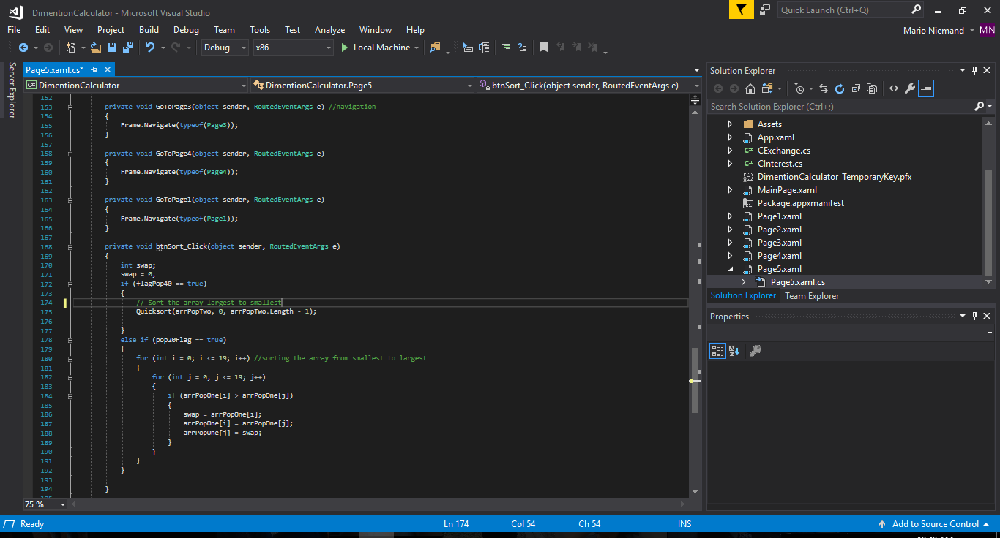 DimentionCalculator - Microsoft Visual Studio
Quick Launch (Ctrl+Q)
File Edit View Project Build Debug Team Tools Test Analyze Window Help
Mario Niemand MN
Debug x86 Local Machine
Server Explorer
Page5.xaml.cs*
C# DimentionCalculator DimentionCalculator.Page5 btnSort_Click(object sender, RoutedEventArgs e)
152
153 private void GoToPage3(object sender, RoutedEventArgs e) //navigation
154 {
155 Frame.Navigate(typeof(Page3));
156 }
157
158 private void GoToPage4(object sender, RoutedEventArgs e)
159 {
160 Frame.Navigate(typeof(Page4));
161 }
162
163 private void GoToPage1(object sender, RoutedEventArgs e)
164 {
165 Frame.Navigate(typeof(Page1));
166 }
167
168 private void btnSort_Click(object sender, RoutedEventArgs e)
169 {
170 int swap;
171 swap = 0;
172 if (flagPop40 == true)
173 {
174 // Sort the array largest to smallest
175 Quicksort(arrPopTwo, 0, arrPopTwo.Length - 1);
176
177 }
178 else if (pop20Flag == true)
179 {
180 for (int i = 0; i <= 19; i++) //sorting the array from smallest to largest
181 {
182 for (int j = 0; j <= 19; j++)
183 {
184 if (arrPopOne[i] > arrPopOne[j])
185 {
186 swap = arrPopOne[i];
187 arrPopOne[i] = arrPopOne[j];
188 arrPopOne[j] = swap;
189 }
190 }
191 }
192 }
193
194 }
75 %
Solution Explorer
Search Solution Explorer (Ctrl+;)
Assets
App.xaml
C# CExchange.cs
C# CInterest.cs
DimentionCalculator_TemporaryKey.pfx
MainPage.xaml
Package.appxmanifest
Page1.xaml
Page2.xaml
Page3.xaml
Page4.xaml
Page5.xaml
Page5.xaml.cs
Solution Explorer Team Explorer
Properties
Ready Ln 174 Col 54 Ch 54 INS Add to Source Control